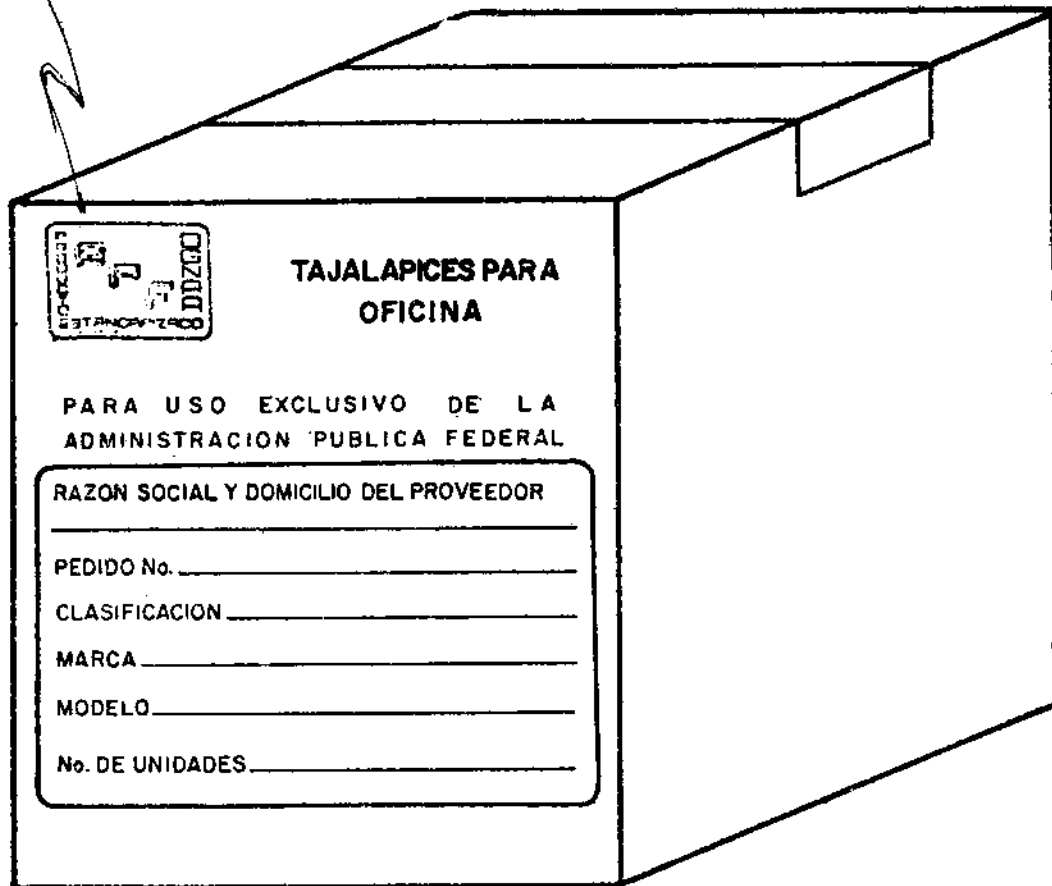 TAJALAPICES PARA
OFICINA
PARA USO EXCLUSIVO DE LA
ADMINISTRACION PUBLICA FEDERAL
RAZON SOCIAL Y DOMICILIO DEL PROVEEDOR
PEDIDO No.
CLASIFICACION
MARCA
MODELO
No. DE UNIDADES